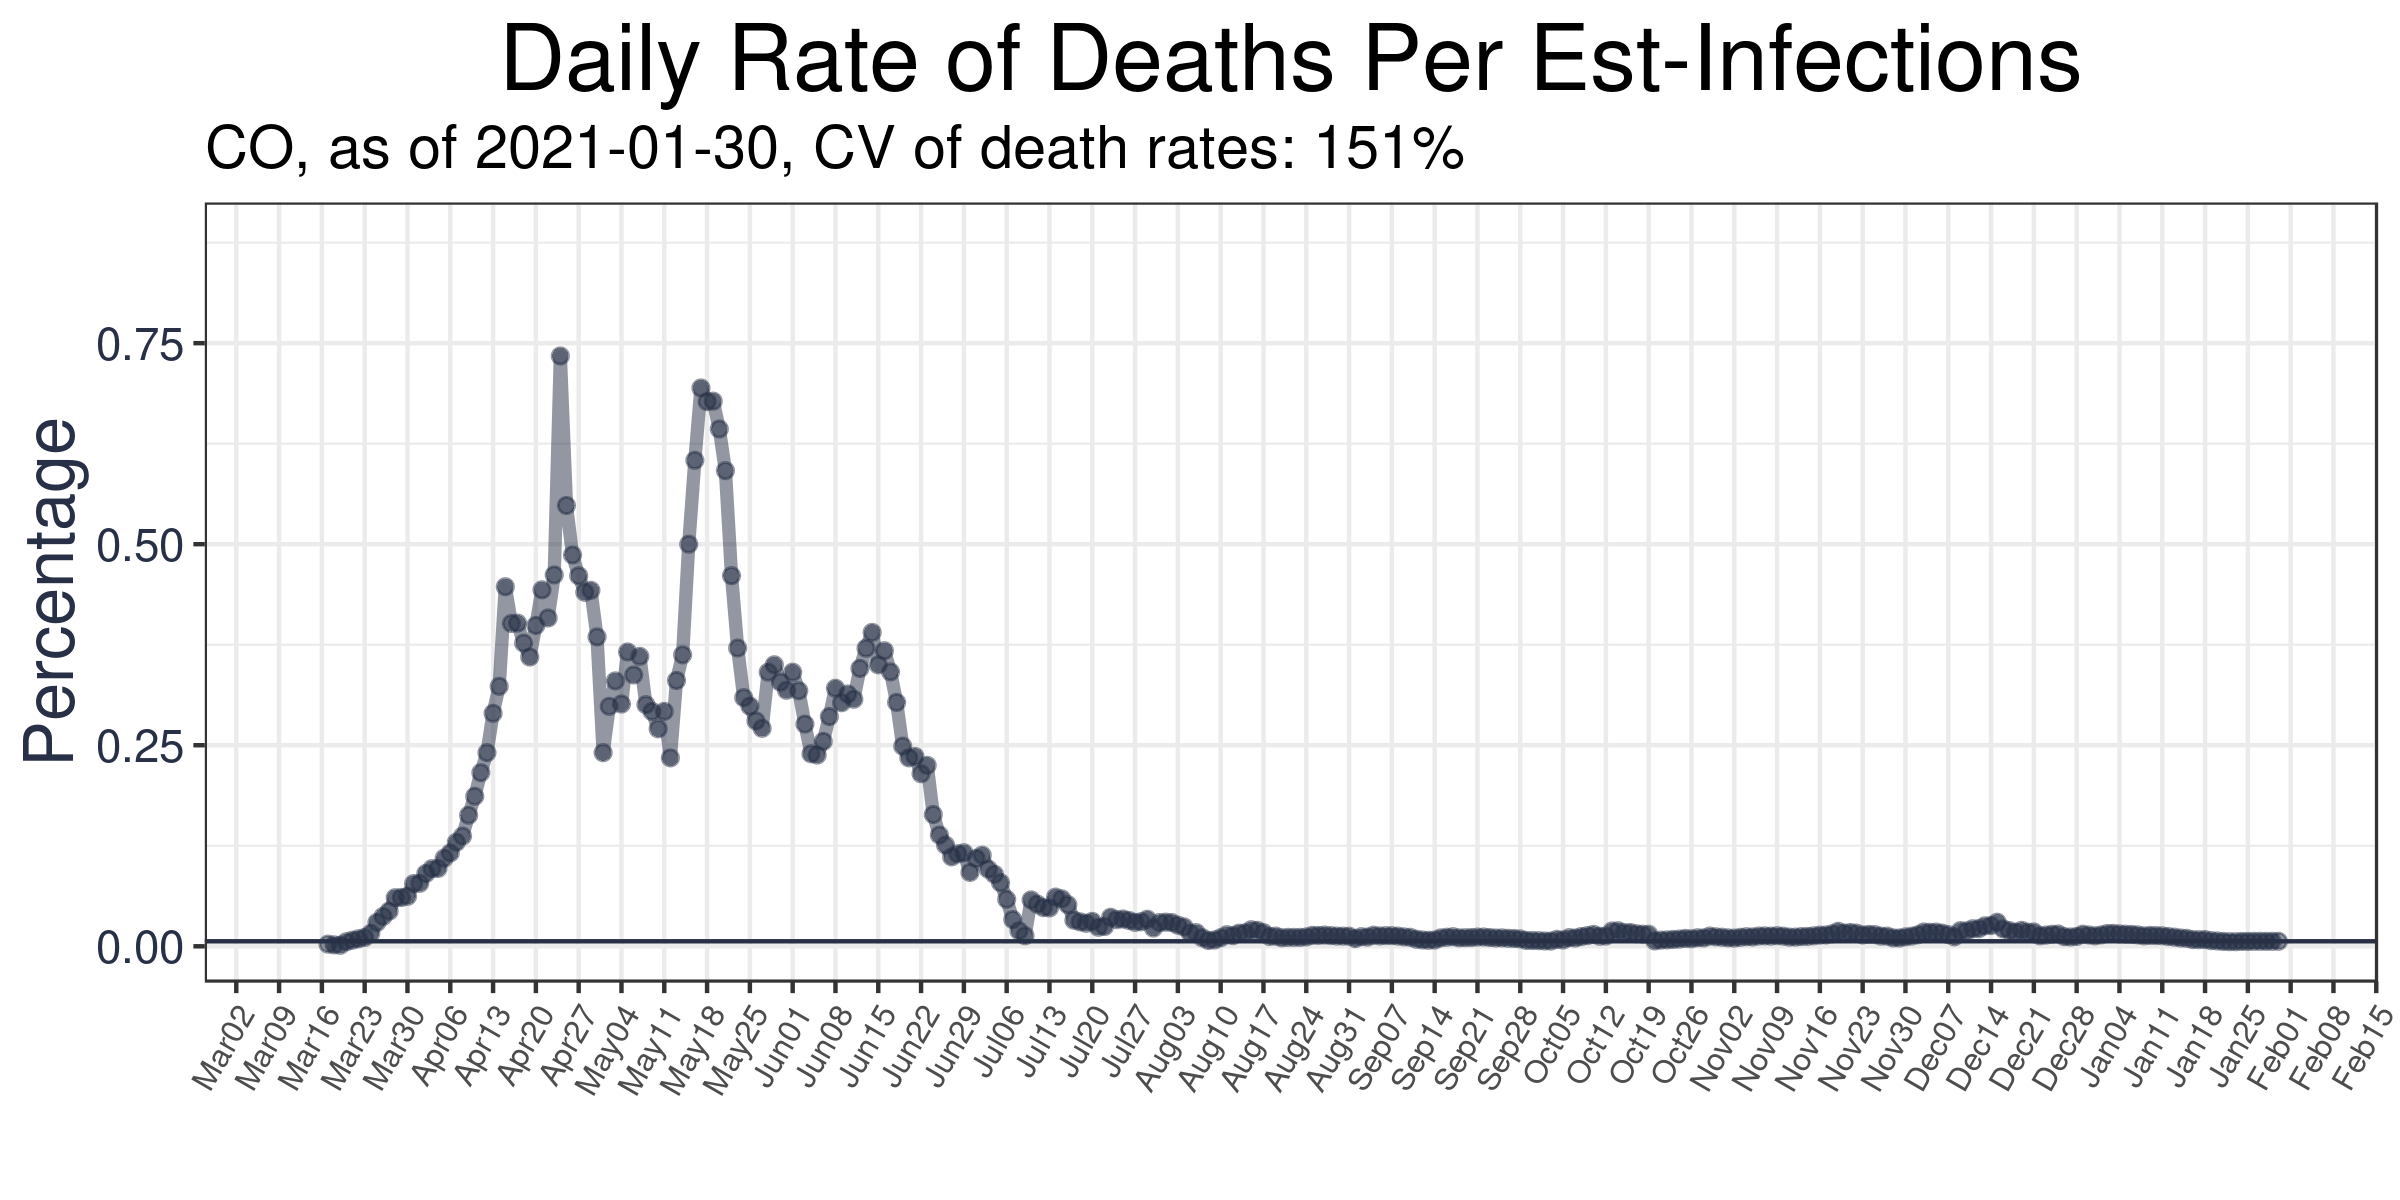 Daily Rate of Deaths Per Est-Infections
CO, as of 2021-01-30, CV of death rates: 151%
Percentage
0.75
0.50
0.25
0.00
Mar02
Mar09
Mar16
Mar23
Mar30
Apr06
Apr13
Apr20
Apr27
May04
May11
May18
May25
Jun01
Jun08
Jun15
Jun22
Jun29
Jul06
Jul13
Jul20
Jul27
Aug03
Aug10
Aug17
Aug24
Aug31
Sep07
Sep14
Sep21
Sep28
Oct05
Oct12
Oct19
Oct26
Nov02
Nov09
Nov16
Nov23
Nov30
Dec07
Dec14
Dec21
Dec28
Jan04
Jan11
Jan18
Jan25
Feb01
Feb08
Feb15